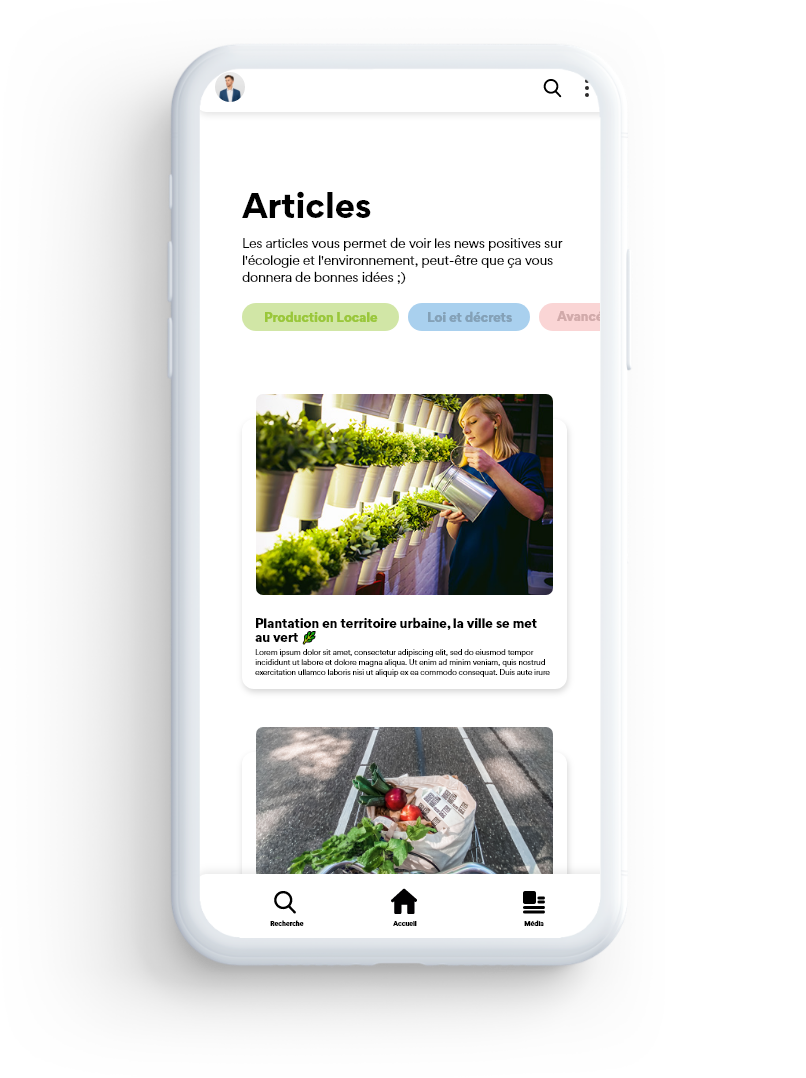 Articles
Les articles vous permet de voir les news positives sur
l'écologie et l'environnement, peut-être que ça vous
donnera de bonnes idées ;)
Production Locale Loi et décrets Avancé
Plantation en territoire urbaine, la ville se met
au vert 🌿
Lorem ipsum dolor sit amet, consectetur adipiscing elit, sed do eiusmod tempor
incididunt ut labore et dolore magna aliqua. Ut enim ad minim veniam, quis nostrud
exercitation ullamco laboris nisi ut aliquip ex ea commodo consequat. Duis aute irure
Recherche Accueil Média